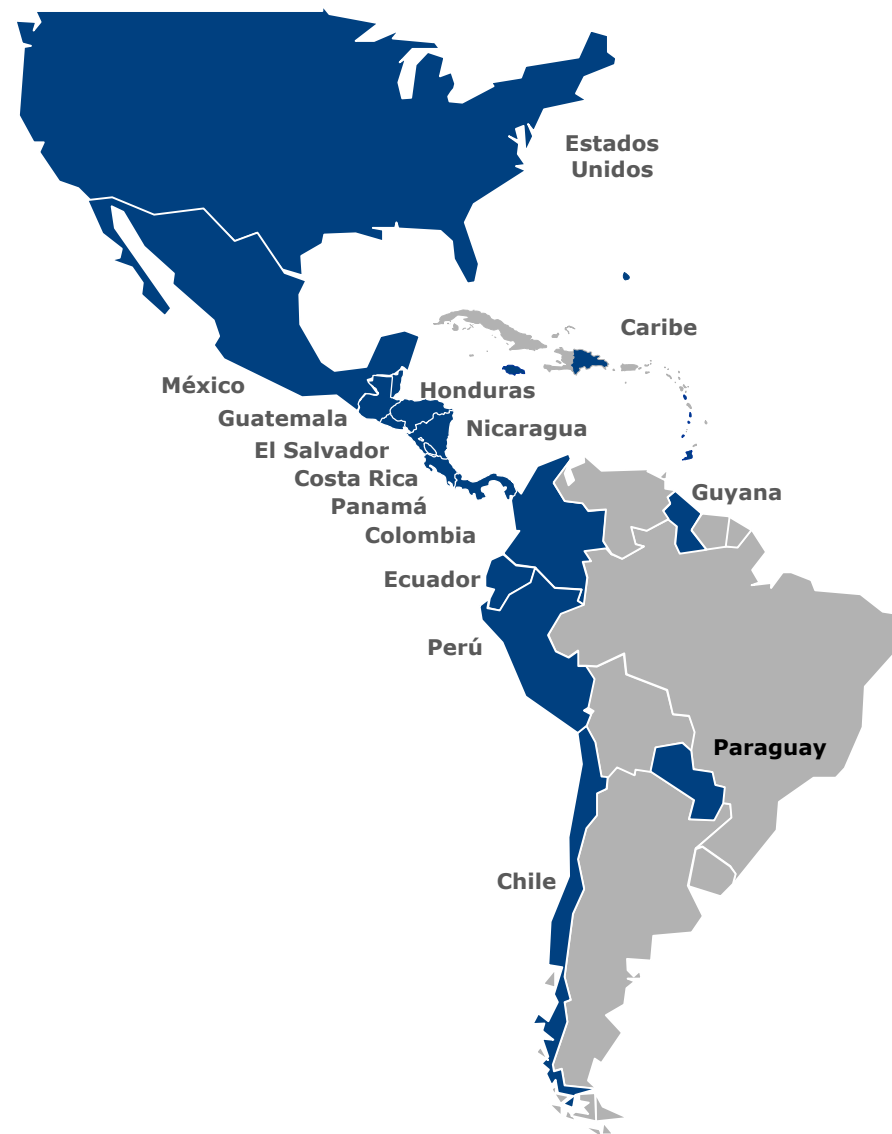 Estados
Unidos
Caribe
México
Honduras
Guatemala
Nicaragua
El Salvador
Costa Rica
Guyana
Panamá
Colombia
Ecuador
Perú
Paraguay
Chile